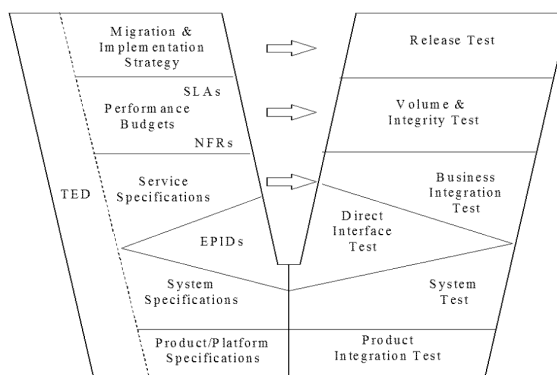 Migration &
Implementation
Strategy
SLAs
Performance
Budgets
NFRs
Service
Specifications
TED
EPIDs
System
Specifications
Product/Platform
Specifications
Release Test
Volume &
Integrity Test
Business
Integration
Test
Direct
Interface
Test
System
Test
Product
Integration Test